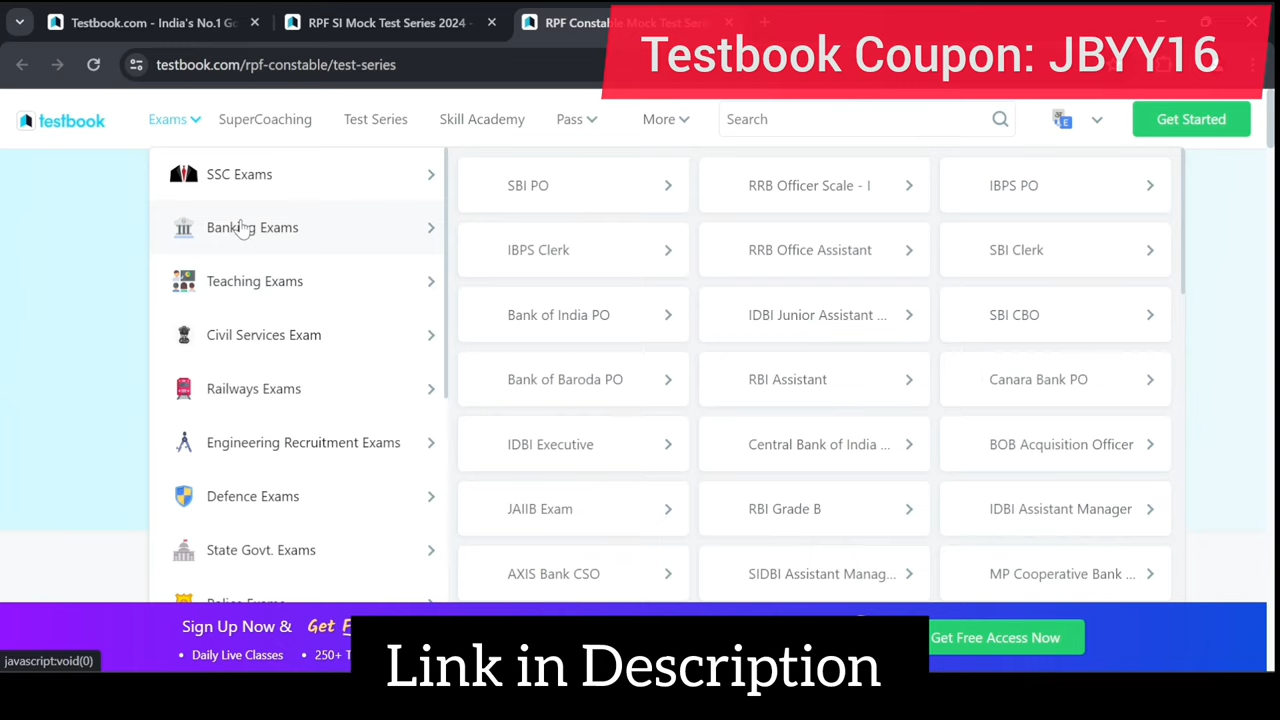 Testbook.com - India's No.1 Go
RPF SI Mock Test Series 2024 -
RPF Constable Mock Test Seri
Testbook Coupon: JBYY16
testbook.com/rpf-constable/test-series
testbook
Exams
SuperCoaching
Test Series
Skill Academy
Pass
More
Search
Get Started
SSC Exams
Banking Exams
Teaching Exams
Civil Services Exam
Railways Exams
Engineering Recruitment Exams
Defence Exams
State Govt. Exams
Police Exams
SBI PO
RRB Officer Scale - I
IBPS PO
IBPS Clerk
RRB Office Assistant
SBI Clerk
Bank of India PO
IDBI Junior Assistant ...
SBI CBO
Bank of Baroda PO
RBI Assistant
Canara Bank PO
IDBI Executive
Central Bank of India ...
BOB Acquisition Officer
JAIIB Exam
RBI Grade B
IDBI Assistant Manager
AXIS Bank CSO
SIDBI Assistant Manag...
MP Cooperative Bank ...
Sign Up Now & Get F
• Daily Live Classes • 250+ T
Get Free Access Now
javascript:void(0)
Link in Description